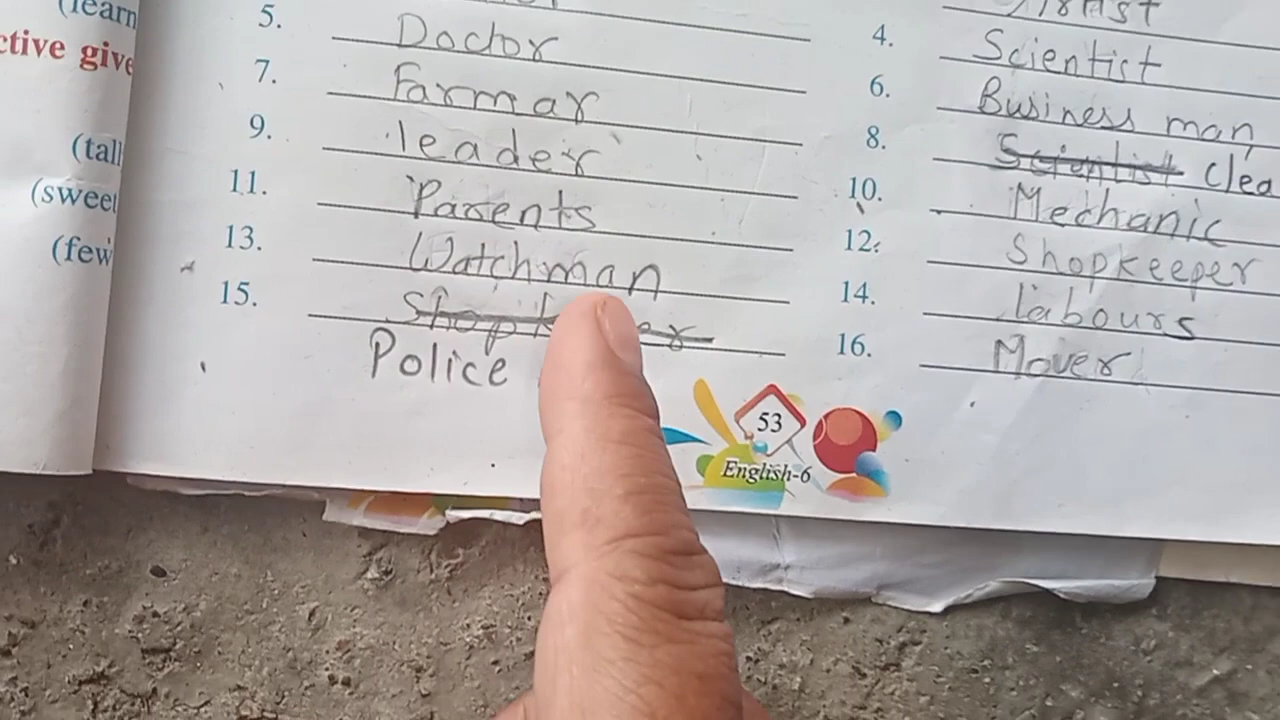 (learn
ctive give
(tall
(sweet
(few
5. Doctor 4. Scientist
7. Farmar 6. Business man
9. leader 8. Scientist Clea
11. Parents 10. Mechanic
13. Watchman 12. Shopkeeper
15. 14. labours
Police 16. Mover
53
English-6